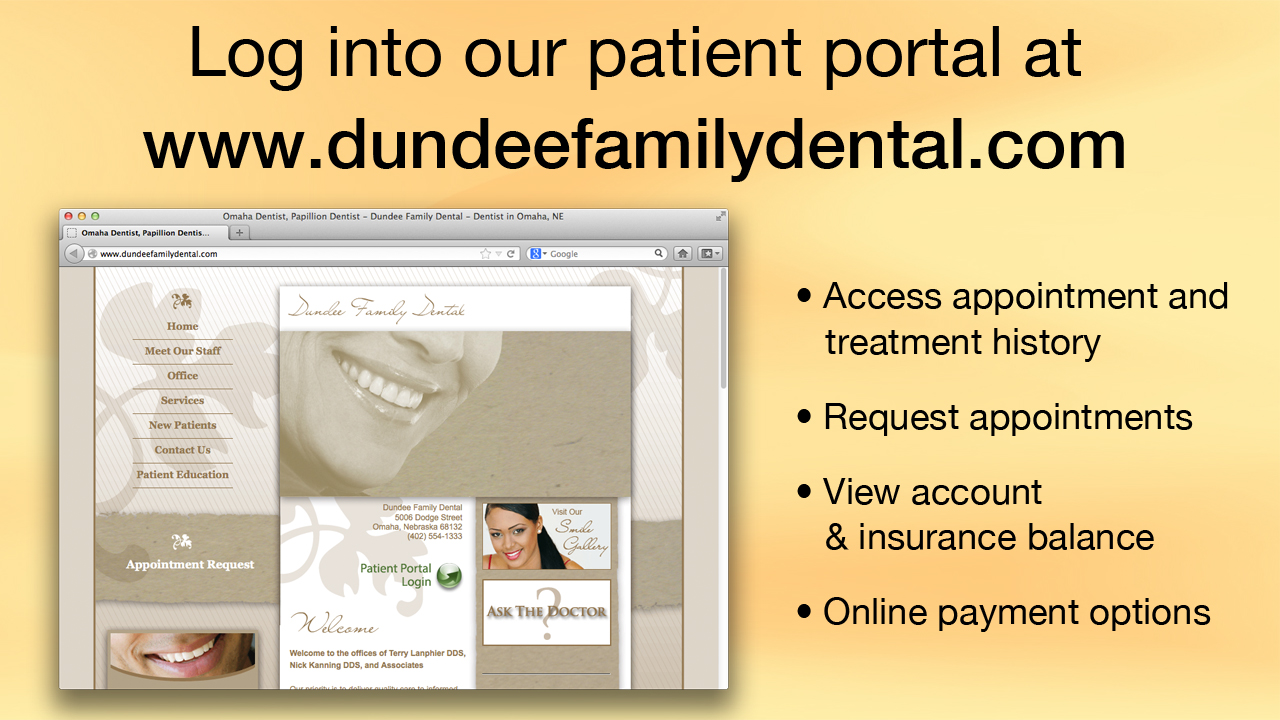 Log into our patient portal at
www.dundeefamilydental.com
Omaha Dentist, Papillion Dentist – Dundee Family Dental – Dentist in Omaha, NE
Omaha Dentist, Papillion Dentis...
www.dundeefamilydental.com
Google
Home
Meet Our Staff
Office
Services
New Patients
Contact Us
Patient Education
Appointment Request
Dundee Family Dental
Dundee Family Dental
5006 Dodge Street
Omaha, Nebraska 68132
(402) 554-1333
Patient Portal
Login
Welcome
Welcome to the offices of Terry Lanphier DDS,
Nick Kanning DDS, and Associates
Our priority is to deliver quality care to informed
Visit Our
Smile
Gallery
ASK THE DOCTOR
?
• Access appointment and
treatment history
• Request appointments
• View account
& insurance balance
• Online payment options